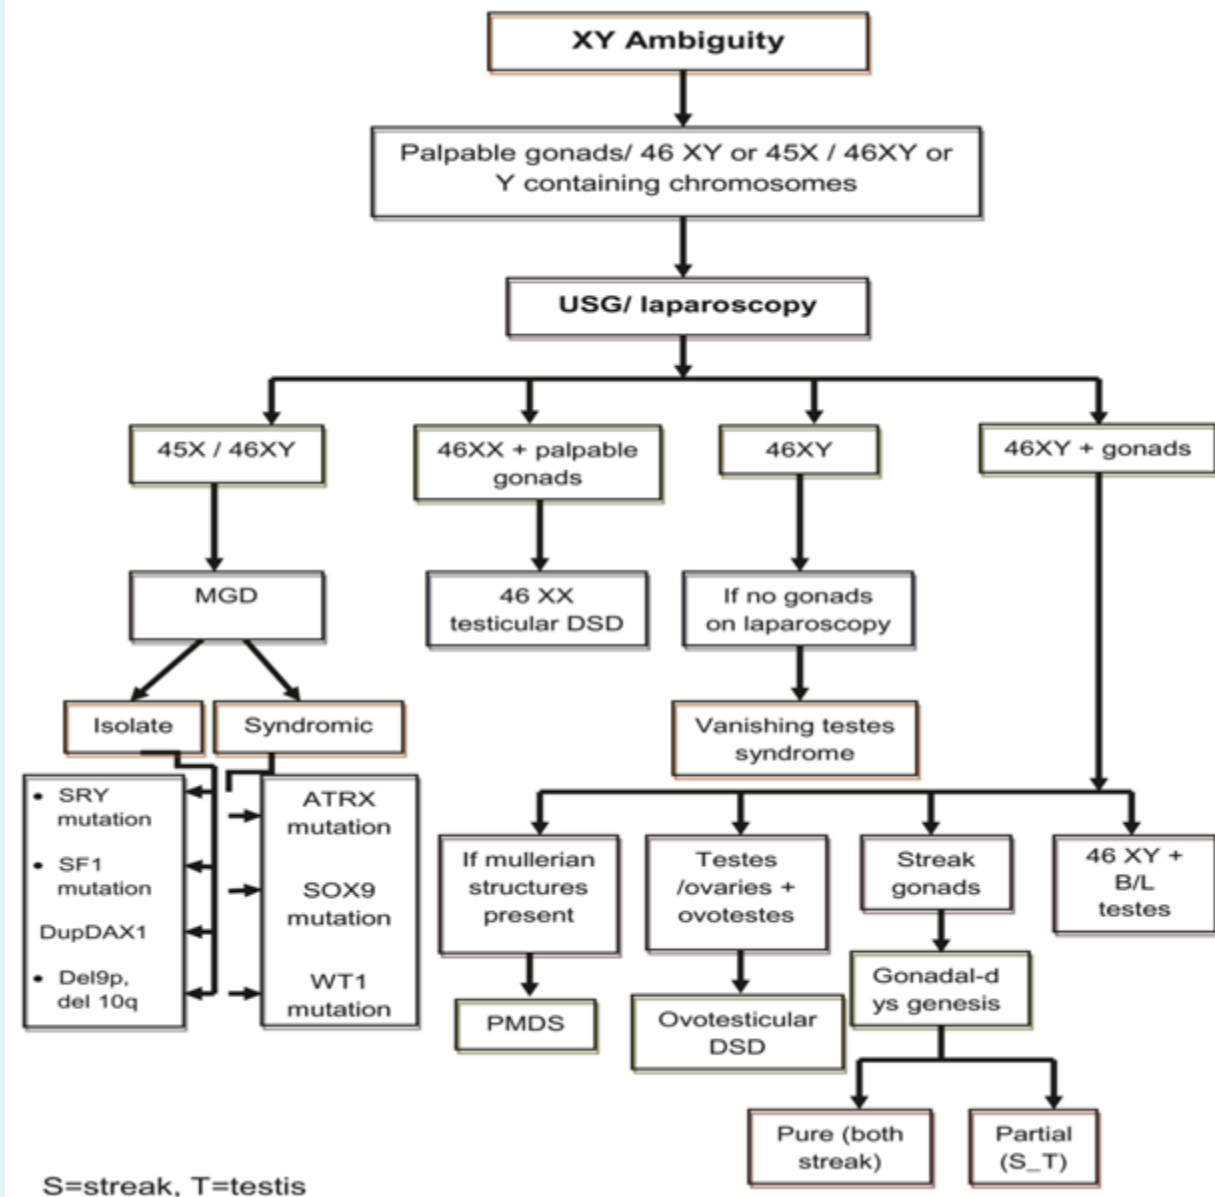 XY Ambiguity
Palpable gonads/ 46 XY or 45X / 46XY or
Y containing chromosomes
USG/ laparoscopy
45X / 46XY
46XX + palpable
gonads
46XY
46XY + gonads
MGD
46 XX
testicular DSD
If no gonads
on laparoscopy
Isolate
Syndromic
Vanishing testes
syndrome
• SRY
mutation
• SF1
mutation
DupDAX1
• Del9p,
del 10q
ATRX
mutation
SOX9
mutation
WT1
mutation
If mullerian
structures
present
Testes
/ovaries +
ovotestes
Streak
gonads
46 XY +
B/L
testes
PMDS
Ovotesticular
DSD
Gonadal-d
ys genesis
Pure (both
streak)
Partial
(S_T)
S=streak, T=testis